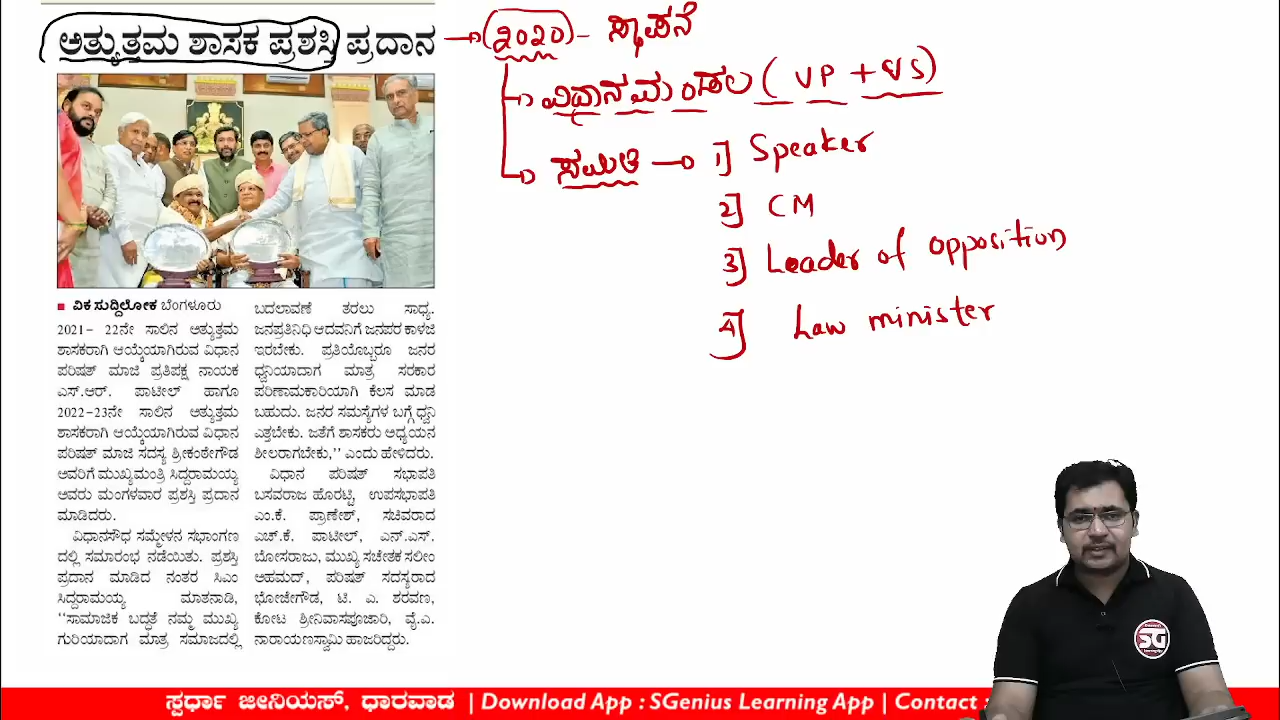 ಅತ್ಯುತ್ತಮ ಶಾಸಕ ಪ್ರಶಸ್ತಿ ಪ್ರದಾನ
2020 - ಸ್ಥಾಪನೆ
ವಿಧಾನಮಂಡಲ ( VP + VS )
ಸಮಿತಿ
1] Speaker
2] CM
3] Leader of opposition
4] Law minister
ವಿಕ ಸುದ್ದಿಲೋಕ ಬೆಂಗಳೂರು
2021- 22ನೇ ಸಾಲಿನ ಅತ್ಯುತ್ತಮ
ಶಾಸಕರಾಗಿ ಆಯ್ಕೆಯಾಗಿರುವ ವಿಧಾನ
ಪರಿಷತ್ ಮಾಜಿ ಪ್ರತಿಪಕ್ಷ ನಾಯಕ
ಎಸ್.ಆರ್. ಪಾಟೀಲ್ ಹಾಗೂ
2022-23ನೇ ಸಾಲಿನ ಅತ್ಯುತ್ತಮ
ಶಾಸಕರಾಗಿ ಆಯ್ಕೆಯಾಗಿರುವ ವಿಧಾನ
ಪರಿಷತ್ ಮಾಜಿ ಸದಸ್ಯ ಶ್ರೀಕಂಠೇಗೌಡ
ಅವರಿಗೆ ಮುಖ್ಯಮಂತ್ರಿ ಸಿದ್ದರಾಮಯ್ಯ
ಅವರು ಮಂಗಳವಾರ ಪ್ರಶಸ್ತಿ ಪ್ರದಾನ
ಮಾಡಿದರು.
ವಿಧಾನಸೌಧ ಸಮ್ಮೇಳನ ಸಭಾಂಗಣ
ದಲ್ಲಿ ಸಮಾರಂಭ ನಡೆಯಿತು. ಪ್ರಶಸ್ತಿ
ಪ್ರದಾನ ಮಾಡಿದ ನಂತರ ಸಿಎಂ
ಸಿದ್ದರಾಮಯ್ಯ ಮಾತನಾಡಿ,
‘‘ಸಾಮಾಜಿಕ ಬದ್ಧತೆ ನಮ್ಮ ಮುಖ್ಯ
ಗುರಿಯಾದಾಗ ಮಾತ್ರ ಸಮಾಜದಲ್ಲಿ
ಬದಲಾವಣೆ ತರಲು ಸಾಧ್ಯ.
ಜನಪ್ರತಿನಿಧಿ ಆದವನಿಗೆ ಜನಪರ ಕಾಳಜಿ
ಇರಬೇಕು. ಪ್ರತಿಯೊಬ್ಬರೂ ಜನರ
ಧ್ವನಿಯಾದಾಗ ಮಾತ್ರ ಸರಕಾರ
ಪರಿಣಾಮಕಾರಿಯಾಗಿ ಕೆಲಸ ಮಾಡ
ಬಹುದು. ಜನರ ಸಮಸ್ಯೆಗಳ ಬಗ್ಗೆ ಧ್ವನಿ
ಎತ್ತಬೇಕು. ಜತೆಗೆ ಶಾಸಕರು ಅಧ್ಯಯನ
ಶೀಲರಾಗಬೇಕು,’’ ಎಂದು ಹೇಳಿದರು.
ವಿಧಾನ ಪರಿಷತ್ ಸಭಾಪತಿ
ಬಸವರಾಜ ಹೊರಟ್ಟಿ, ಉಪಸಭಾಪತಿ
ಎಂ.ಕೆ. ಪ್ರಾಣೇಶ್, ಸಚಿವರಾದ
ಎಚ್.ಕೆ. ಪಾಟೀಲ್, ಎನ್.ಎಸ್.
ಬೋಸರಾಜು, ಮುಖ್ಯ ಸಚೇತಕ ಸಲೀಂ
ಅಹಮದ್, ಪರಿಷತ್ ಸದಸ್ಯರಾದ
ಭೋಜೇಗೌಡ, ಟಿ. ಎ. ಶರವಣ,
ಕೋಟ ಶ್ರೀನಿವಾಸಪೂಜಾರಿ, ವೈ.ಎ.
ನಾರಾಯಣಸ್ವಾಮಿ ಹಾಜರಿದ್ದರು.
SG
ಸ್ಪರ್ಧಾ ಜೀನಿಯಸ್, ಧಾರವಾಡ | Download App : SGenius Learning App | Contact :